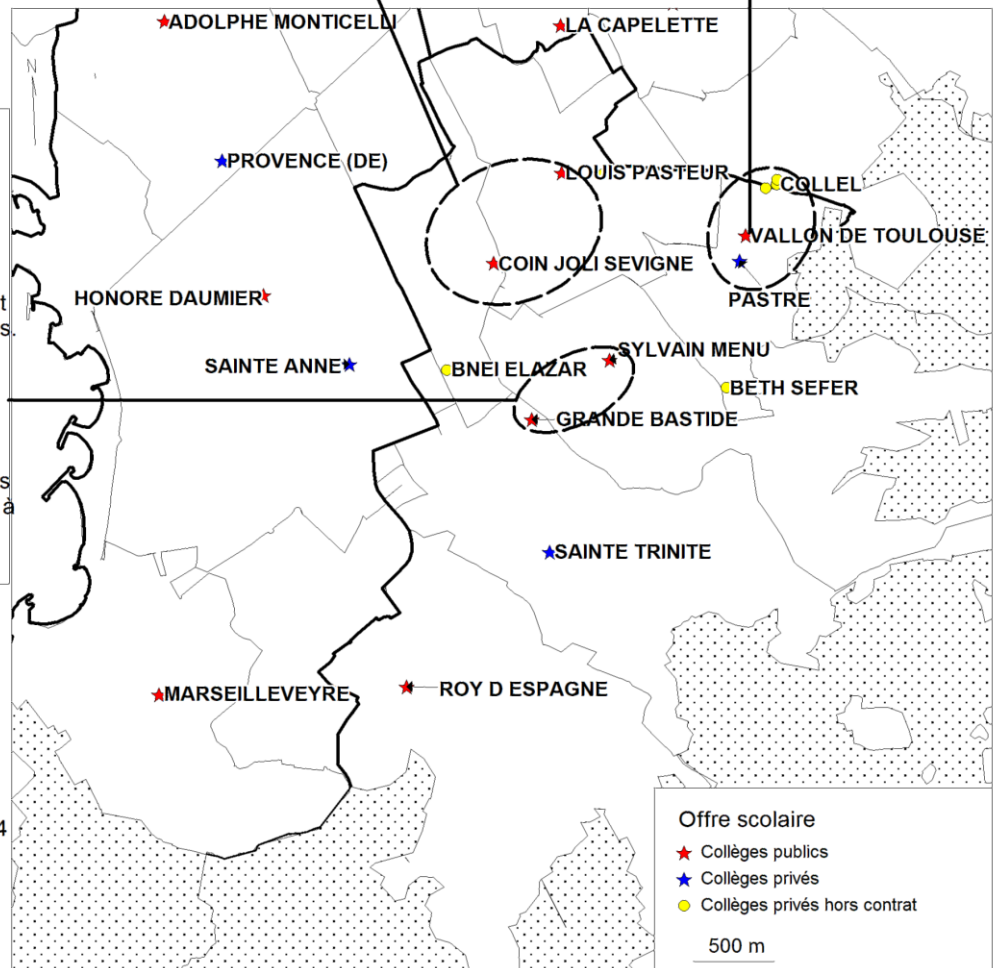 ADOLPHE MONTICELLI
LA CAPELETTE
N
PROVENCE (DE)
LOUIS PASTEUR
COLLEL
VALLON DE TOULOUSE
COIN JOLI SEVIGNE
PASTRE
HONORE DAUMIER
t
s.
SYLVAIN MENU
SAINTE ANNE
BNEI ELAZAR
BETH SEFER
GRANDE BASTIDE
s
à
SAINTE TRINITE
MARSEILLEVEYRE
ROY D ESPAGNE
4
Offre scolaire
Collèges publics
Collèges privés
Collèges privés hors contrat
500 m